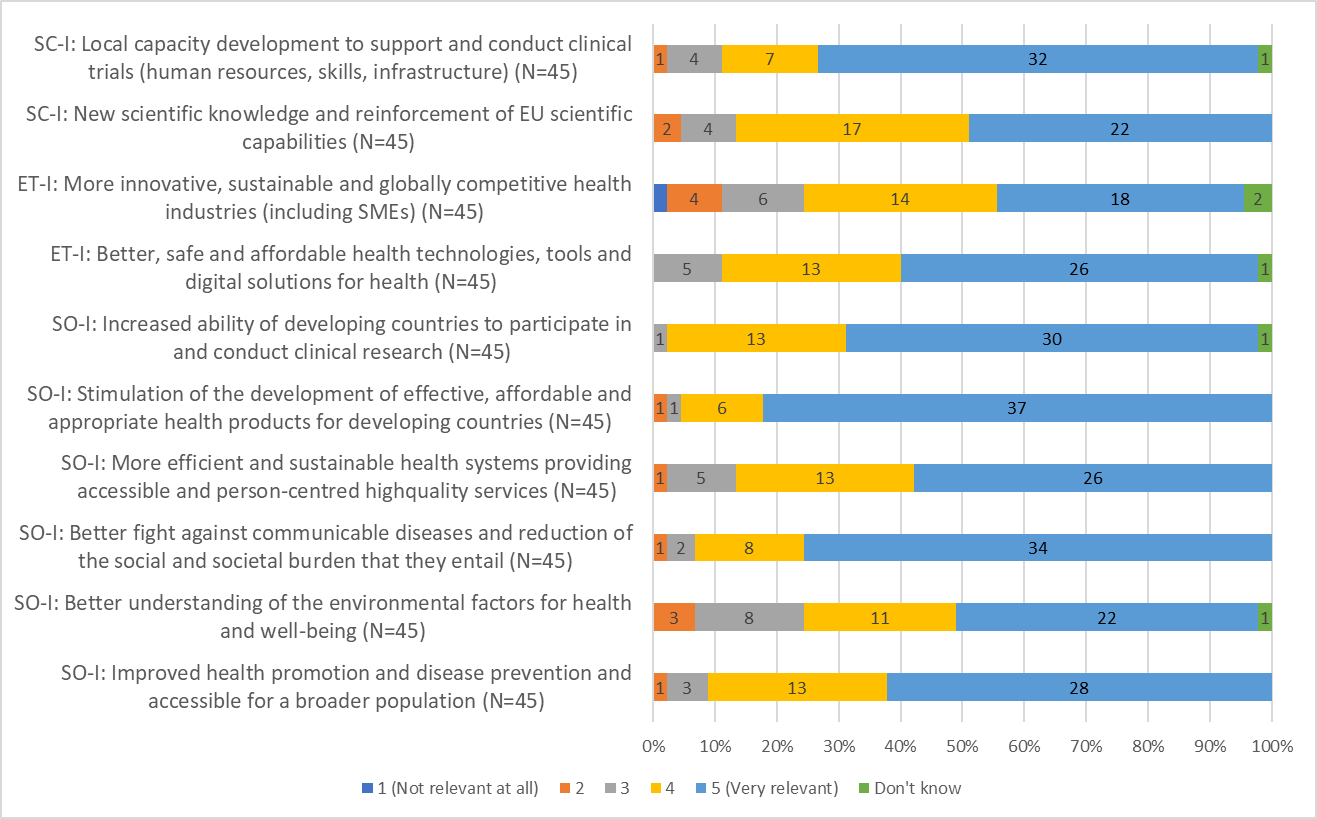 SC-I: Local capacity development to support and conduct clinical
trials (human resources, skills, infrastructure) (N=45)
1 4 7 32 1
SC-I: New scientific knowledge and reinforcement of EU scientific
capabilities (N=45)
2 4 17 22
ET-I: More innovative, sustainable and globally competitive health
industries (including SMEs) (N=45)
4 6 14 18 2
ET-I: Better, safe and affordable health technologies, tools and
digital solutions for health (N=45)
5 13 26 1
SO-I: Increased ability of developing countries to participate in
and conduct clinical research (N=45)
1 13 30 1
SO-I: Stimulation of the development of effective, affordable and
appropriate health products for developing countries (N=45)
1 1 6 37
SO-I: More efficient and sustainable health systems providing
accessible and person-centred highquality services (N=45)
1 5 13 26
SO-I: Better fight against communicable diseases and reduction of
the social and societal burden that they entail (N=45)
1 2 8 34
SO-I: Better understanding of the environmental factors for health
and well-being (N=45)
3 8 11 22 1
SO-I: Improved health promotion and disease prevention and
accessible for a broader population (N=45)
1 3 13 28
0% 10% 20% 30% 40% 50% 60% 70% 80% 90% 100%
1 (Not relevant at all) 2 3 4 5 (Very relevant) Don't know